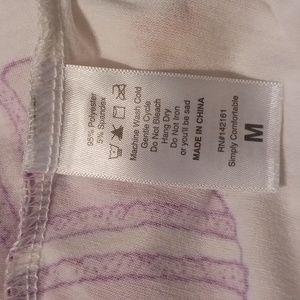 95% Polyester
5% Spandex
Machine Wash Cold
Gentle Cycle
Do Not Bleach
Hang Dry
Do Not Iron
or you'll be sad
MADE IN CHINA
RN#142161
Simply Comfortable
M